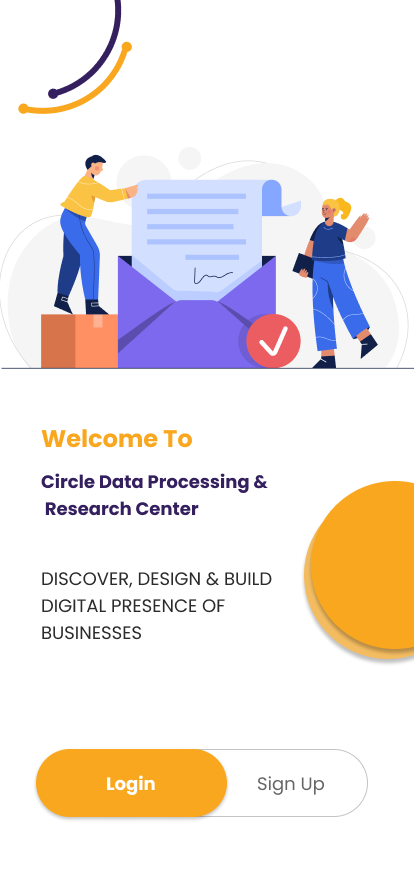 Welcome To
Circle Data Processing &
Research Center
DISCOVER, DESIGN & BUILD
DIGITAL PRESENCE OF
BUSINESSES
Login
Sign Up